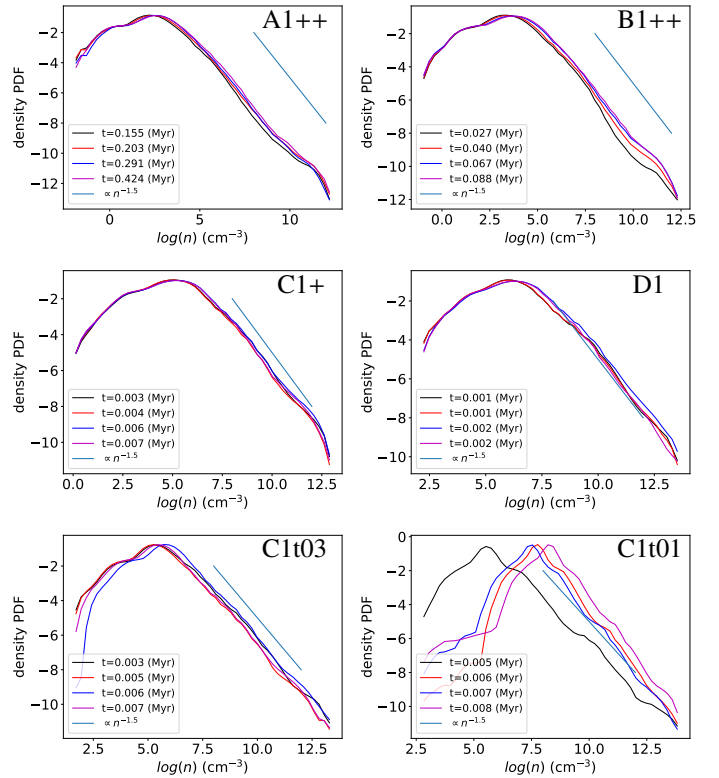 A1++
density PDF
−2
−4
−6
−8
−10
−12
t=0.155 (Myr)
t=0.203 (Myr)
t=0.291 (Myr)
t=0.424 (Myr)
∝ n^{−1.5}
0 5 10
log(n) (cm^{−3})
B1++
density PDF
−2
−4
−6
−8
−10
−12
t=0.027 (Myr)
t=0.040 (Myr)
t=0.067 (Myr)
t=0.088 (Myr)
∝ n^{−1.5}
0.0 2.5 5.0 7.5 10.0 12.5
log(n) (cm^{−3})
C1+
density PDF
−2
−4
−6
−8
−10
t=0.003 (Myr)
t=0.004 (Myr)
t=0.006 (Myr)
t=0.007 (Myr)
∝ n^{−1.5}
0.0 2.5 5.0 7.5 10.0 12.5
log(n) (cm^{−3})
D1
density PDF
−2
−4
−6
−8
−10
t=0.001 (Myr)
t=0.001 (Myr)
t=0.002 (Myr)
t=0.002 (Myr)
∝ n^{−1.5}
2.5 5.0 7.5 10.0 12.5
log(n) (cm^{−3})
C1t03
density PDF
−2
−4
−6
−8
−10
t=0.003 (Myr)
t=0.005 (Myr)
t=0.006 (Myr)
t=0.007 (Myr)
∝ n^{−1.5}
2.5 5.0 7.5 10.0 12.5
log(n) (cm^{−3})
C1t01
density PDF
0
−2
−4
−6
−8
−10
t=0.005 (Myr)
t=0.006 (Myr)
t=0.007 (Myr)
t=0.008 (Myr)
∝ n^{−1.5}
4 6 8 10 12 14
log(n) (cm^{−3})